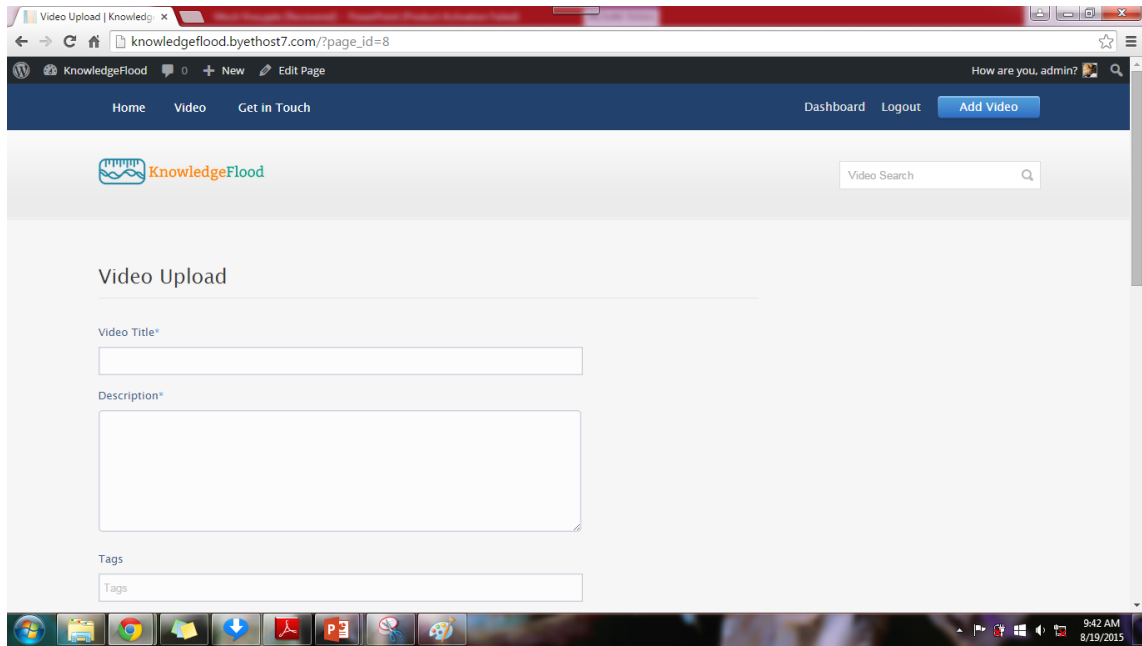 Video Upload | Knowledg
knowledgeflood.byethost7.com/?page_id=8
KnowledgeFlood 0 + New Edit Page How are you, admin?
Home Video Get in Touch Dashboard Logout Add Video
KnowledgeFlood Video Search
Video Upload
Video Title*
Description*
Tags
Tags
9:42 AM
8/19/2015